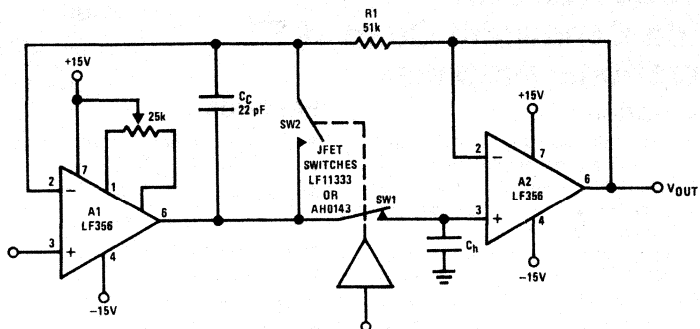 R1
51k
+15V
25k
CC
22 pF
SW2
JFET
SWITCHES
LF11333
OR
AH0143
SW1
+15V
2
−
7
1
A1
LF356
6
3
+
4
−15V
2
−
7
A2
LF356
6
VOUT
3
+
4
Ch
−15V